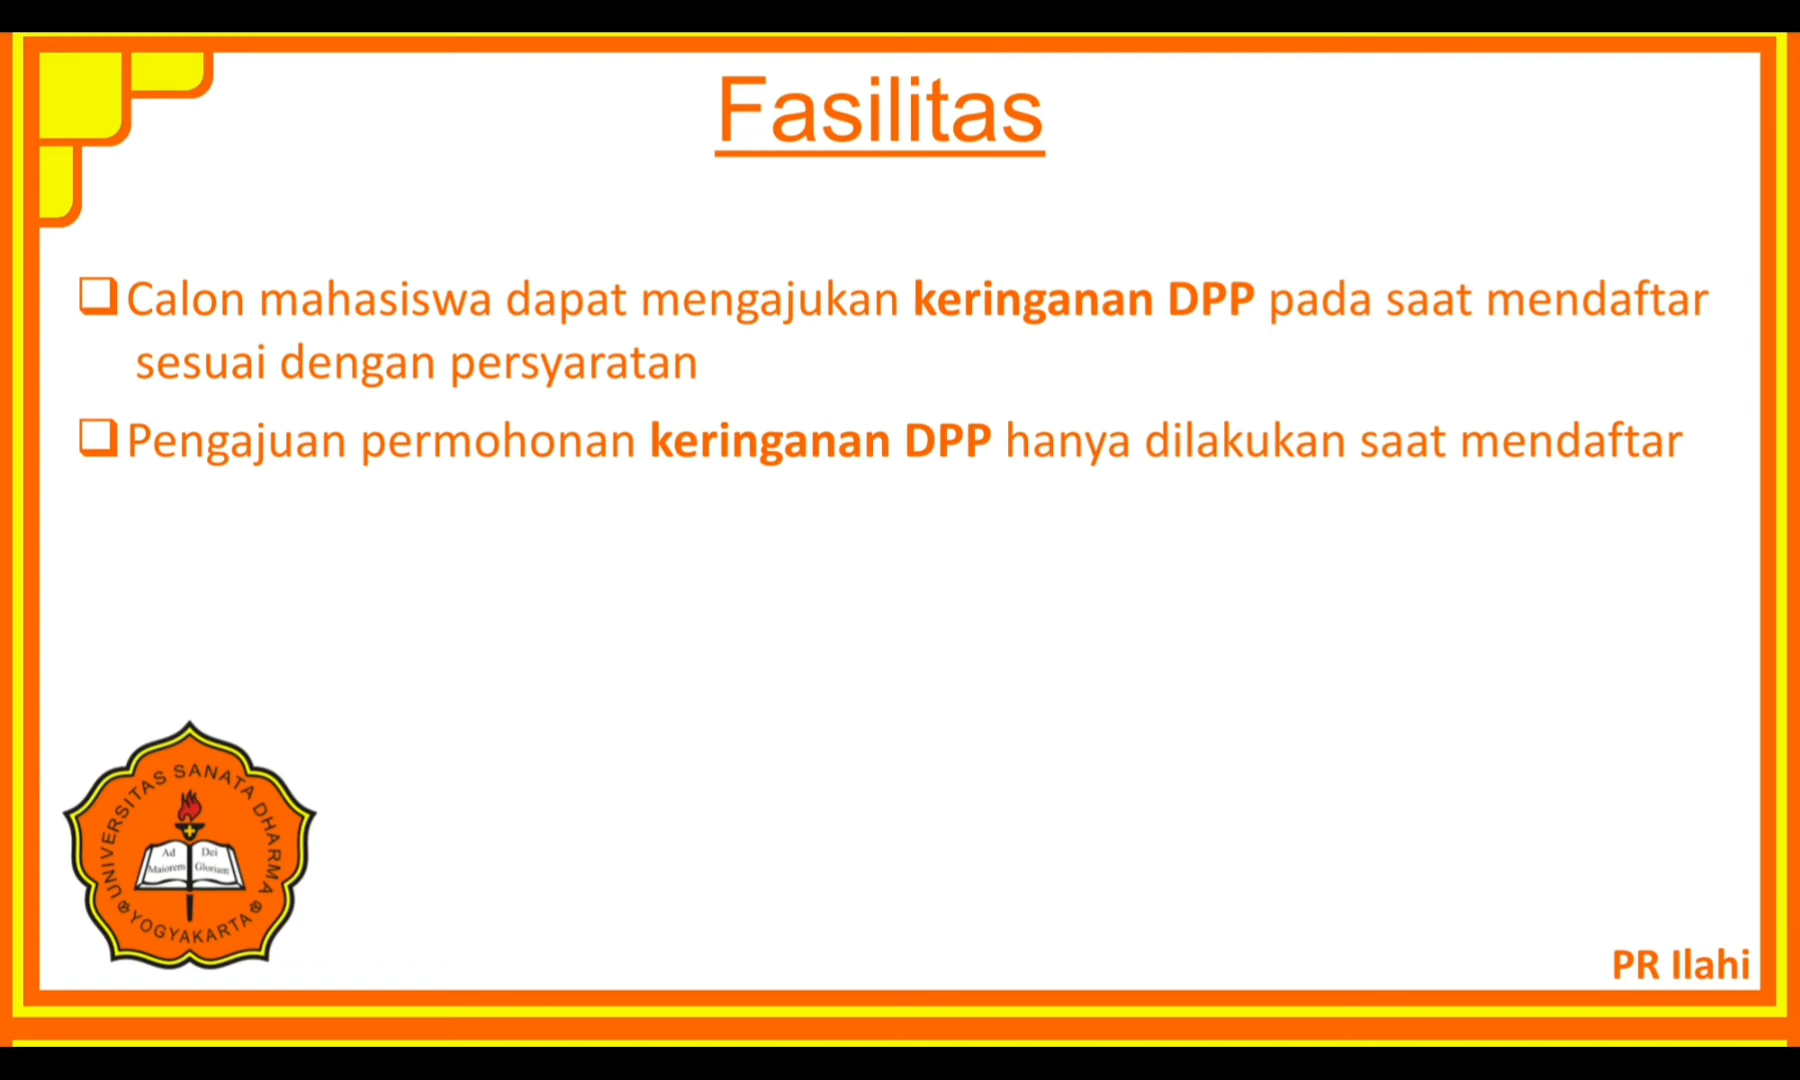 Fasilitas
❑Calon mahasiswa dapat mengajukan keringanan DPP pada saat mendaftar
sesuai dengan persyaratan
❑Pengajuan permohonan keringanan DPP hanya dilakukan saat mendaftar
UNIVERSITAS SANATA DHARMA
Ad Dei
Maiorem Gloriam
YOGYAKARTA
PR Ilahi